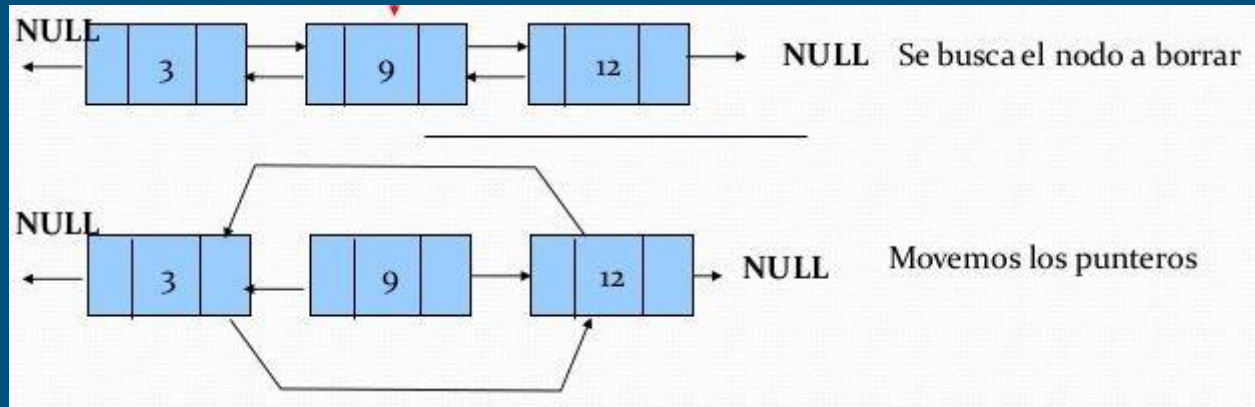 NULL
3
9
12
NULL
Se busca el nodo a borrar
NULL
3
9
12
NULL
Movemos los punteros